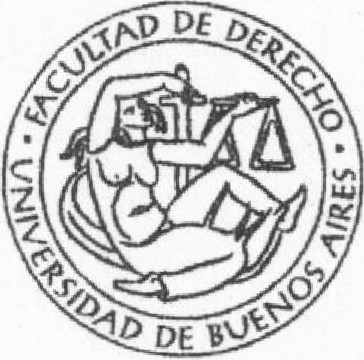 FACULTAD DE DERECHO
UNIVERSIDAD DE BUENOS AIRES